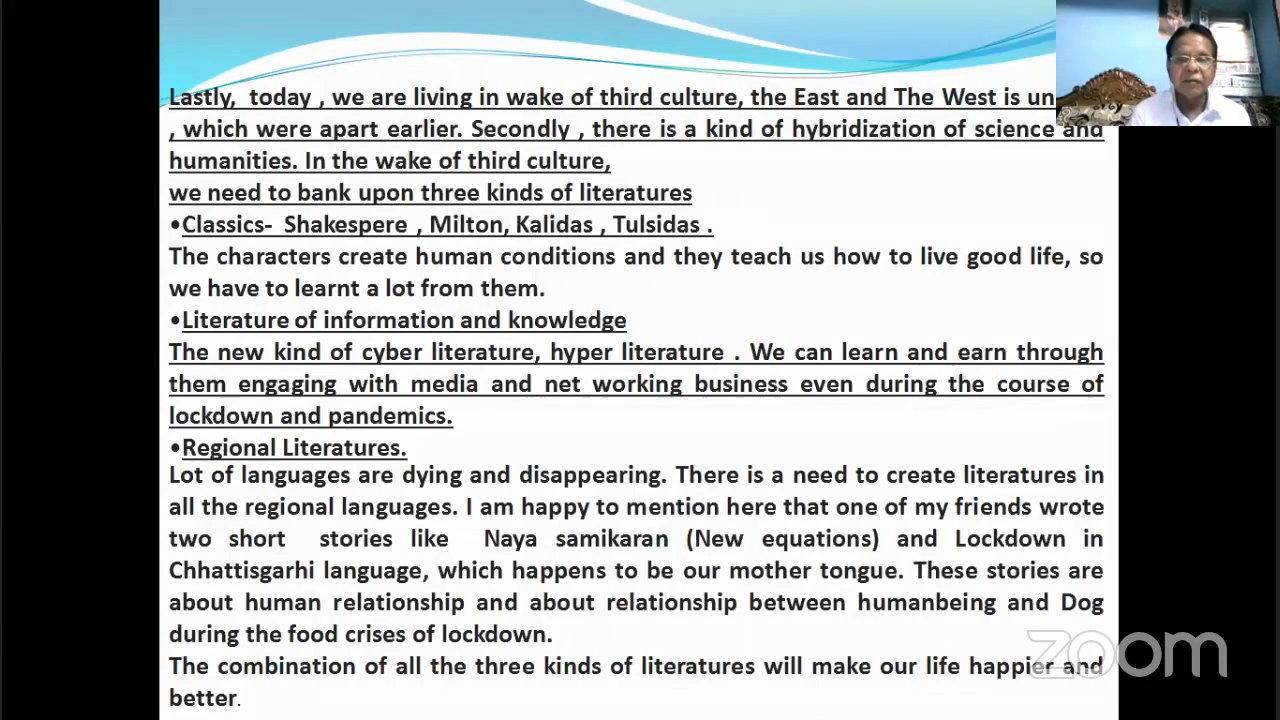 Lastly, today , we are living in wake of third culture, the East and The West is
, which were apart earlier. Secondly , there is a kind of hybridization of science and
humanities. In the wake of third culture,
we need to bank upon three kinds of literatures
•Classics- Shakespere , Milton, Kalidas , Tulsidas .
The characters create human conditions and they teach us how to live good life, so
we have to learnt a lot from them.
•Literature of information and knowledge
The new kind of cyber literature, hyper literature . We can learn and earn through
them engaging with media and net working business even during the course of
lockdown and pandemics.
•Regional Literatures.
Lot of languages are dying and disappearing. There is a need to create literatures in
all the regional languages. I am happy to mention here that one of my friends wrote
two short stories like Naya samikaran (New equations) and Lockdown in
Chhattisgarhi language, which happens to be our mother tongue. These stories are
about human relationship and about relationship between humanbeing and Dog
during the food crises of lockdown.
The combination of all the three kinds of literatures will make our life happier and
better.
zoom